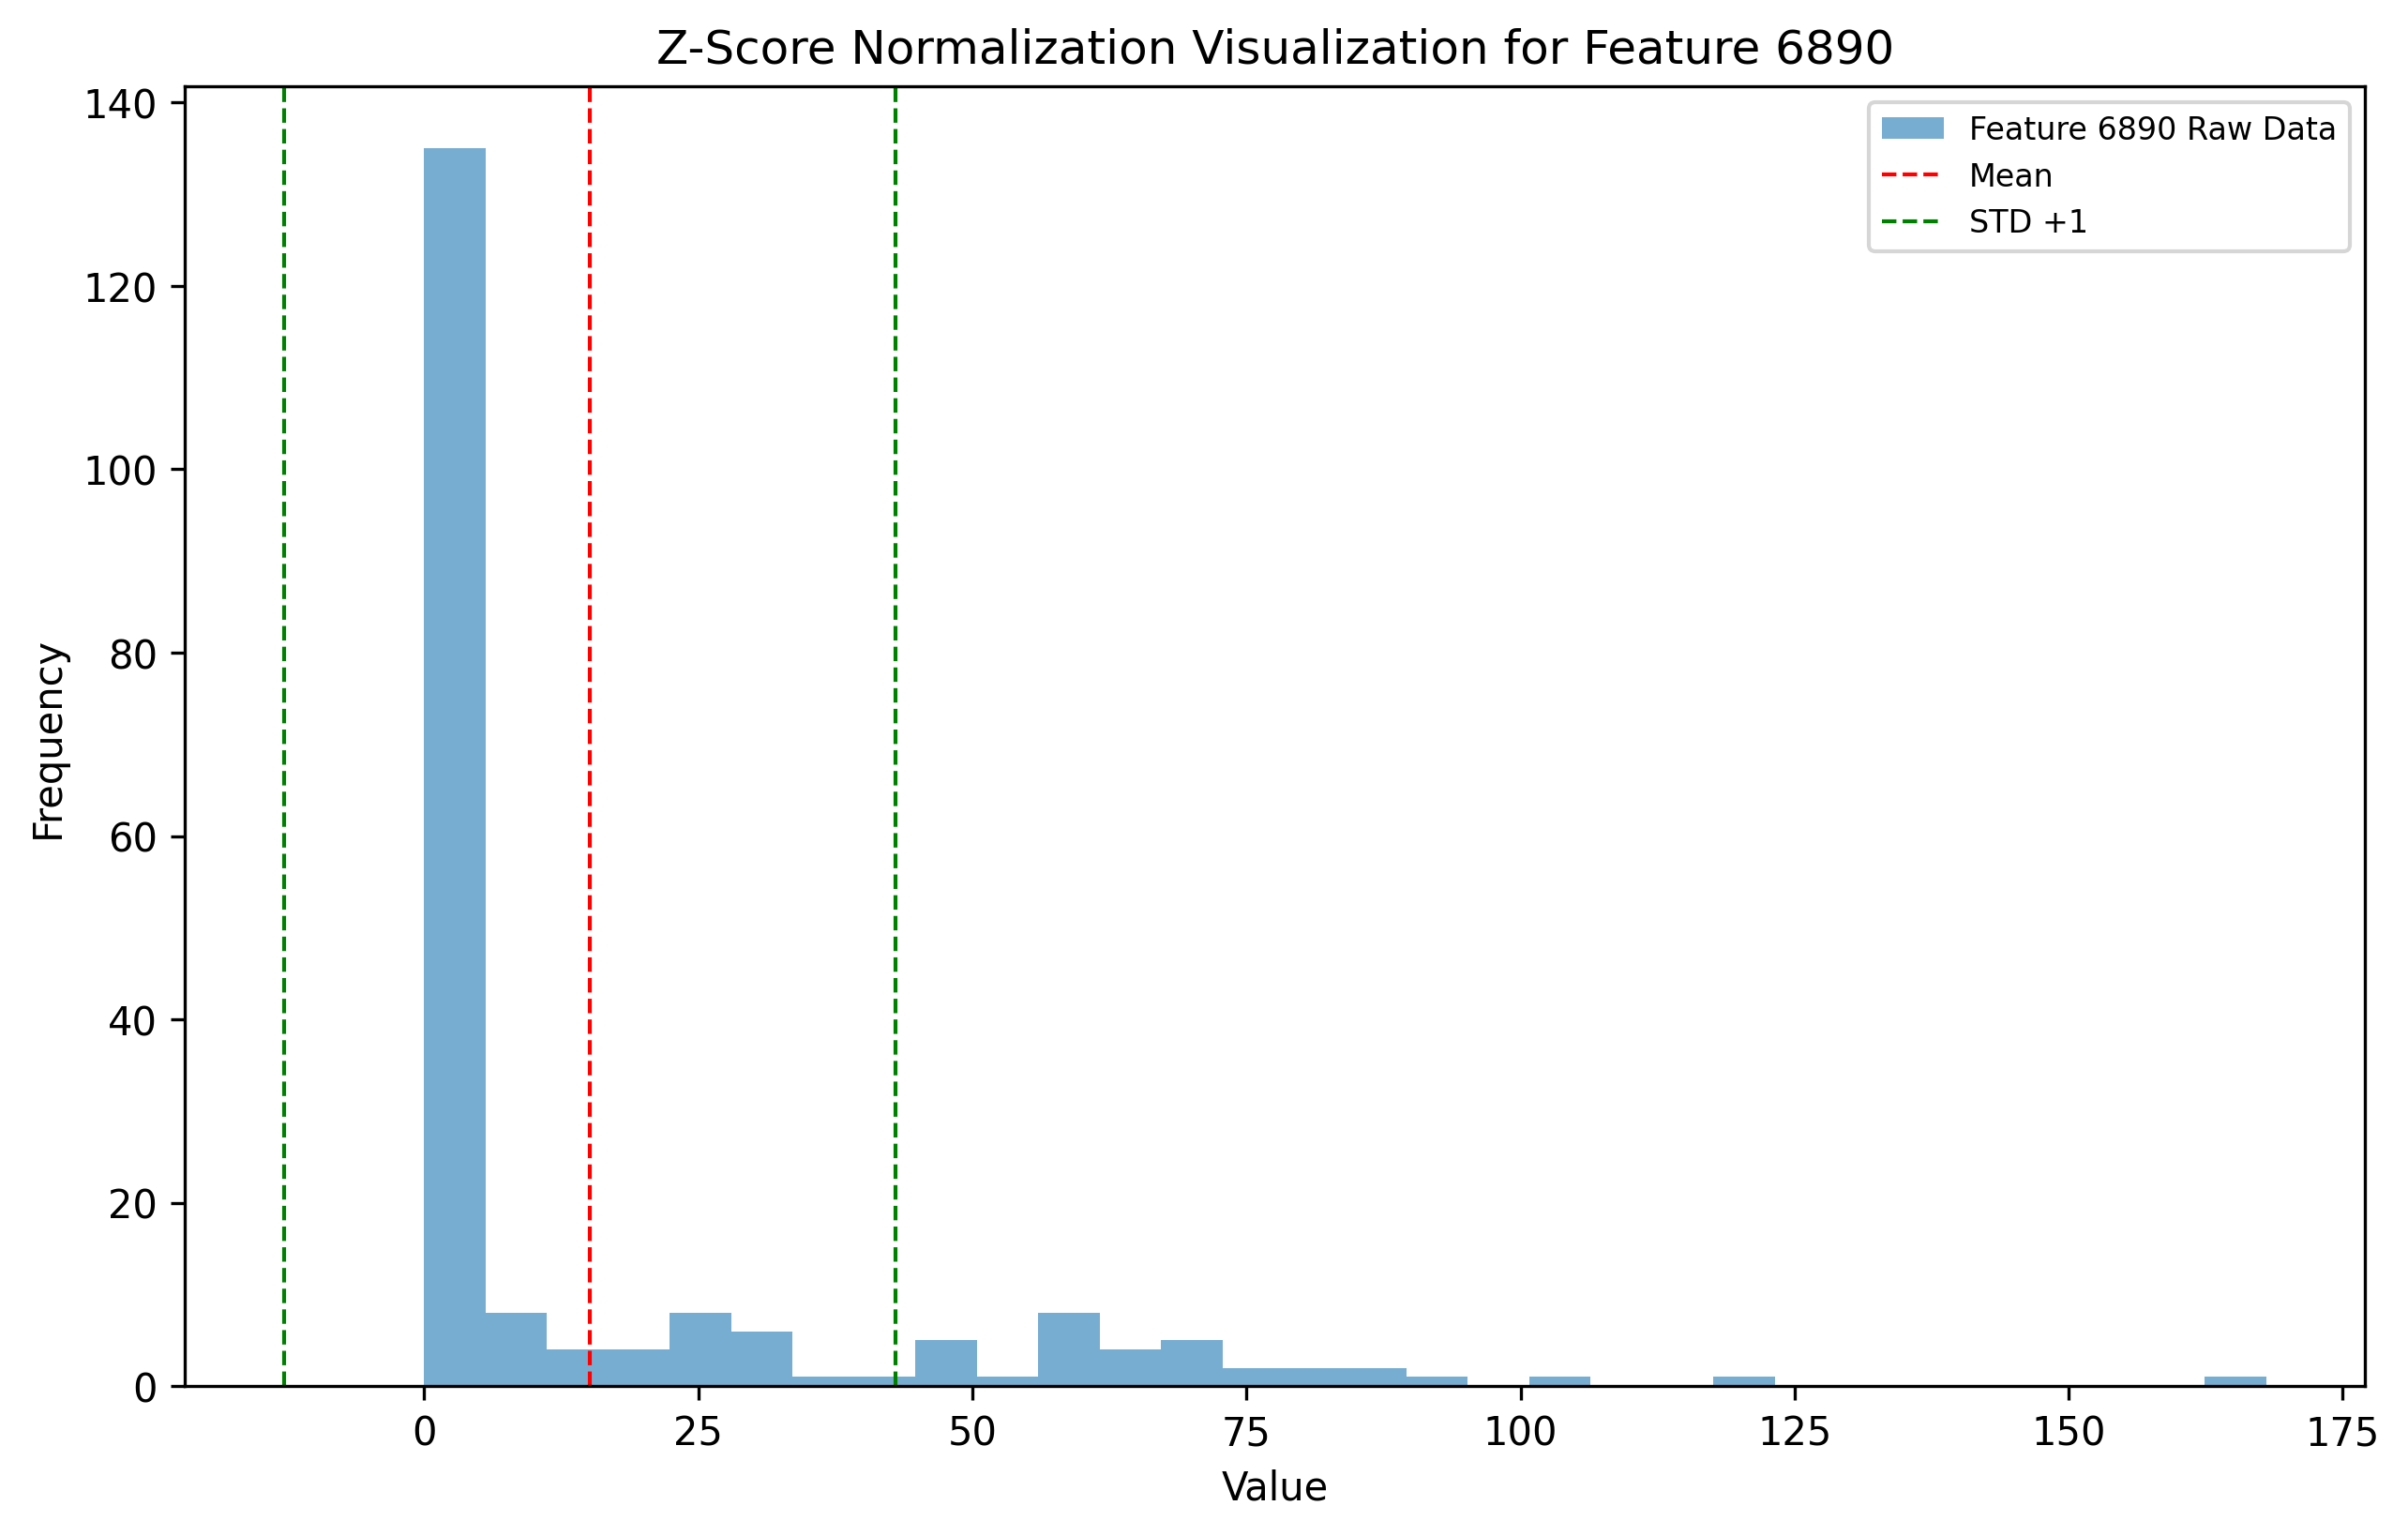 Z-Score Normalization Visualization for Feature 6890
Feature 6890 Raw Data
Mean
STD +1
Frequency
140
120
100
80
60
40
20
0
0 25 50 75 100 125 150 175
Value